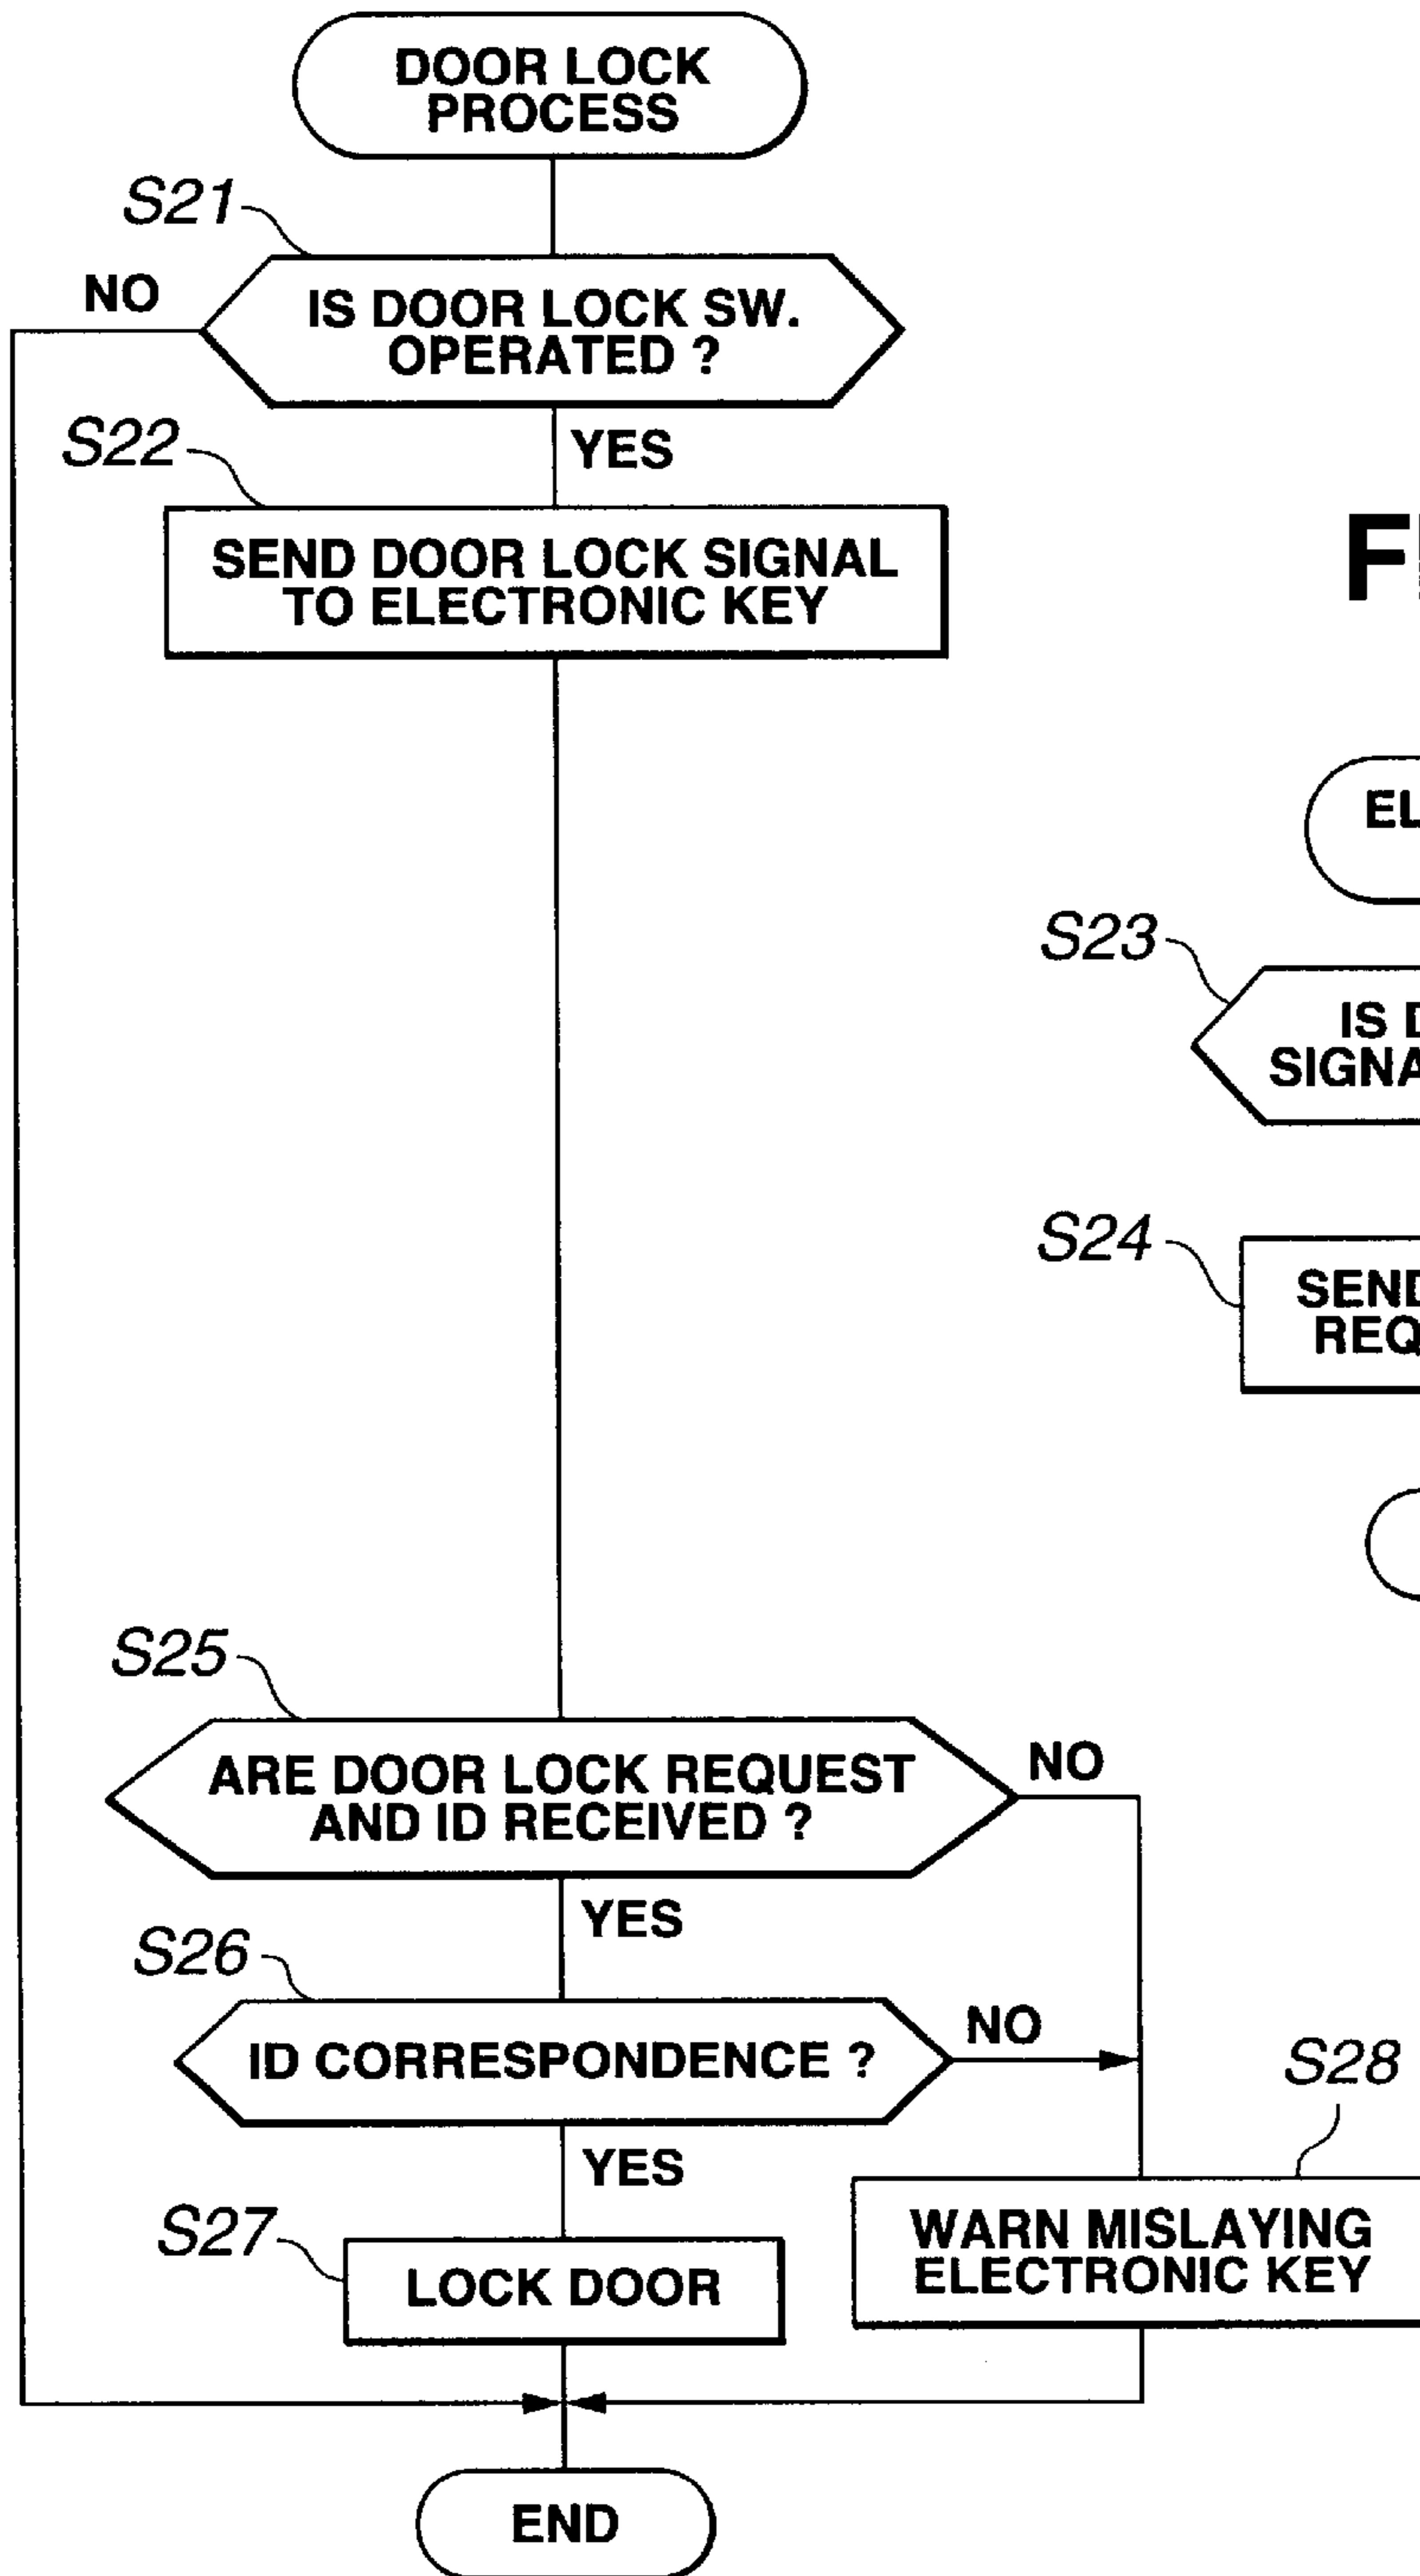 DOOR LOCK
PROCESS
S21
NO
IS DOOR LOCK SW.
OPERATED ?
S22
YES
SEND DOOR LOCK SIGNAL
TO ELECTRONIC KEY
S23
IS
S24
SEND
S25
ARE DOOR LOCK REQUEST
AND ID RECEIVED ?
NO
YES
S26
ID CORRESPONDENCE ?
NO
YES
S28
S27
LOCK DOOR
WARN MISLAYING
ELECTRONIC KEY
END